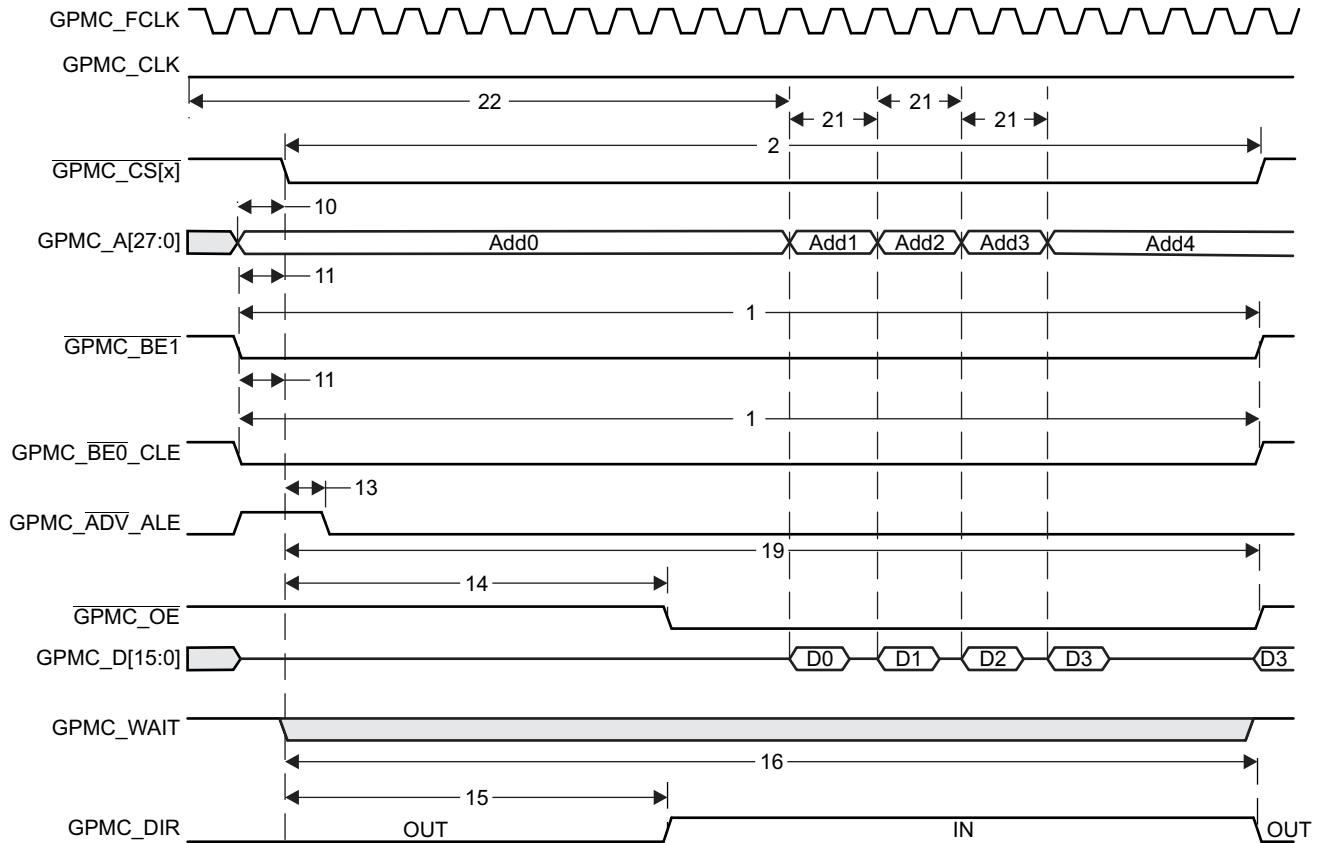 GPMC_FCLK
GPMC_CLK
22
21
21
21
2
GPMC_CS[x]
10
GPMC_A[27:0]
Add0
Add1
Add2
Add3
Add4
11
1
GPMC_BE1
11
1
GPMC_BE0_CLE
13
GPMC_ADV_ALE
19
14
GPMC_OE
GPMC_D[15:0]
D0
D1
D2
D3
D3
GPMC_WAIT
16
15
GPMC_DIR
OUT
IN
OUT